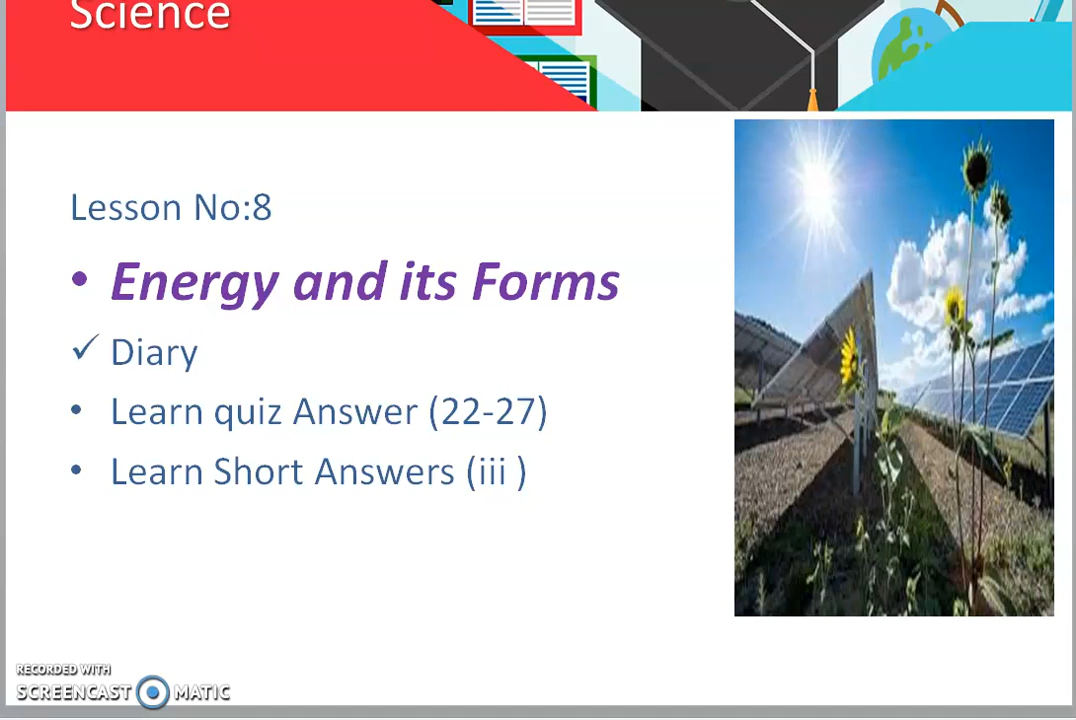 Science
Lesson No:8
• Energy and its Forms
✓ Diary
• Learn quiz Answer (22-27)
• Learn Short Answers (iii )
RECORDED WITH
SCREENCAST MATIC